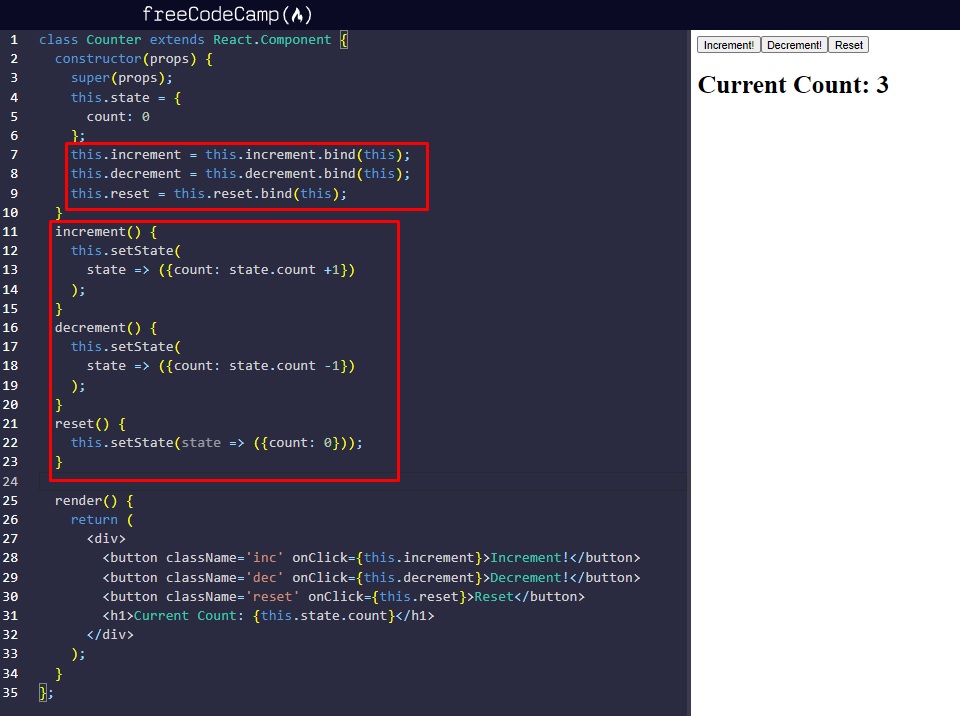 freeCodeCamp(🔥)
1 class Counter extends React.Component {
2 constructor(props) {
3 super(props);
4 this.state = {
5 count: 0
6 };
7 this.increment = this.increment.bind(this);
8 this.decrement = this.decrement.bind(this);
9 this.reset = this.reset.bind(this);
10 }
11 increment() {
12 this.setState(
13 state => ({count: state.count +1})
14 );
15 }
16 decrement() {
17 this.setState(
18 state => ({count: state.count -1})
19 );
20 }
21 reset() {
22 this.setState(state => ({count: 0}));
23 }
24
25 render() {
26 return (
27 <div>
28 <button className='inc' onClick={this.increment}>Increment!</button>
29 <button className='dec' onClick={this.decrement}>Decrement!</button>
30 <button className='reset' onClick={this.reset}>Reset</button>
31 <h1>Current Count: {this.state.count}</h1>
32 </div>
33 );
34 }
35 };
Increment! Decrement! Reset
Current Count: 3